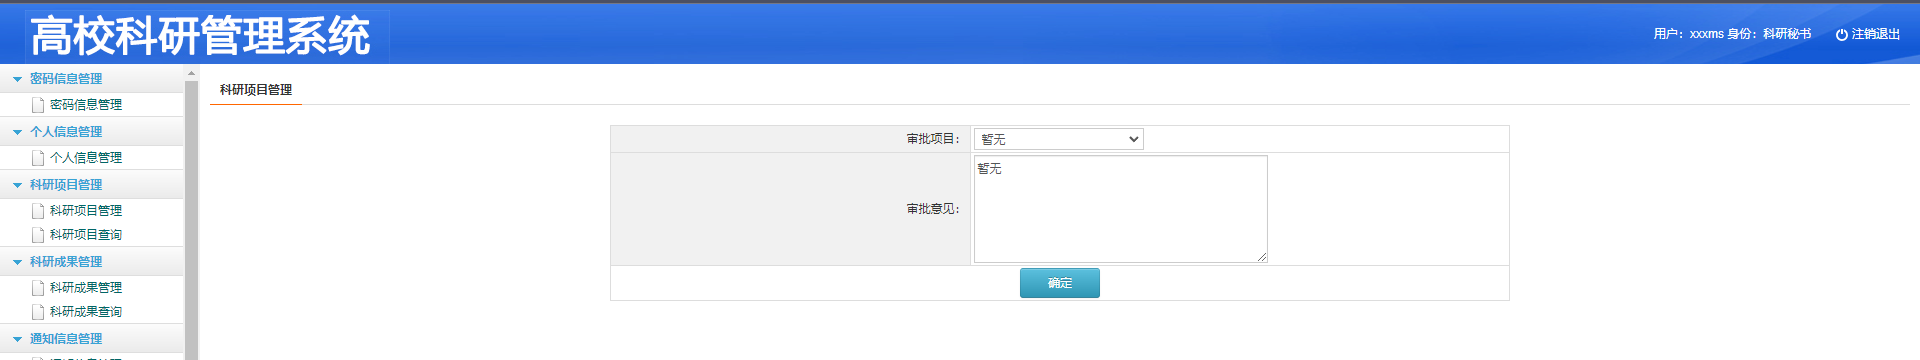 高校科研管理系统
用户：xxxms 身份：科研秘书 注销退出
密码信息管理
密码信息管理
个人信息管理
个人信息管理
科研项目管理
科研项目管理
科研项目查询
科研成果管理
科研成果管理
科研成果查询
通知信息管理
科研项目管理
审批项目：
暂无
审批意见：
暂无
确定